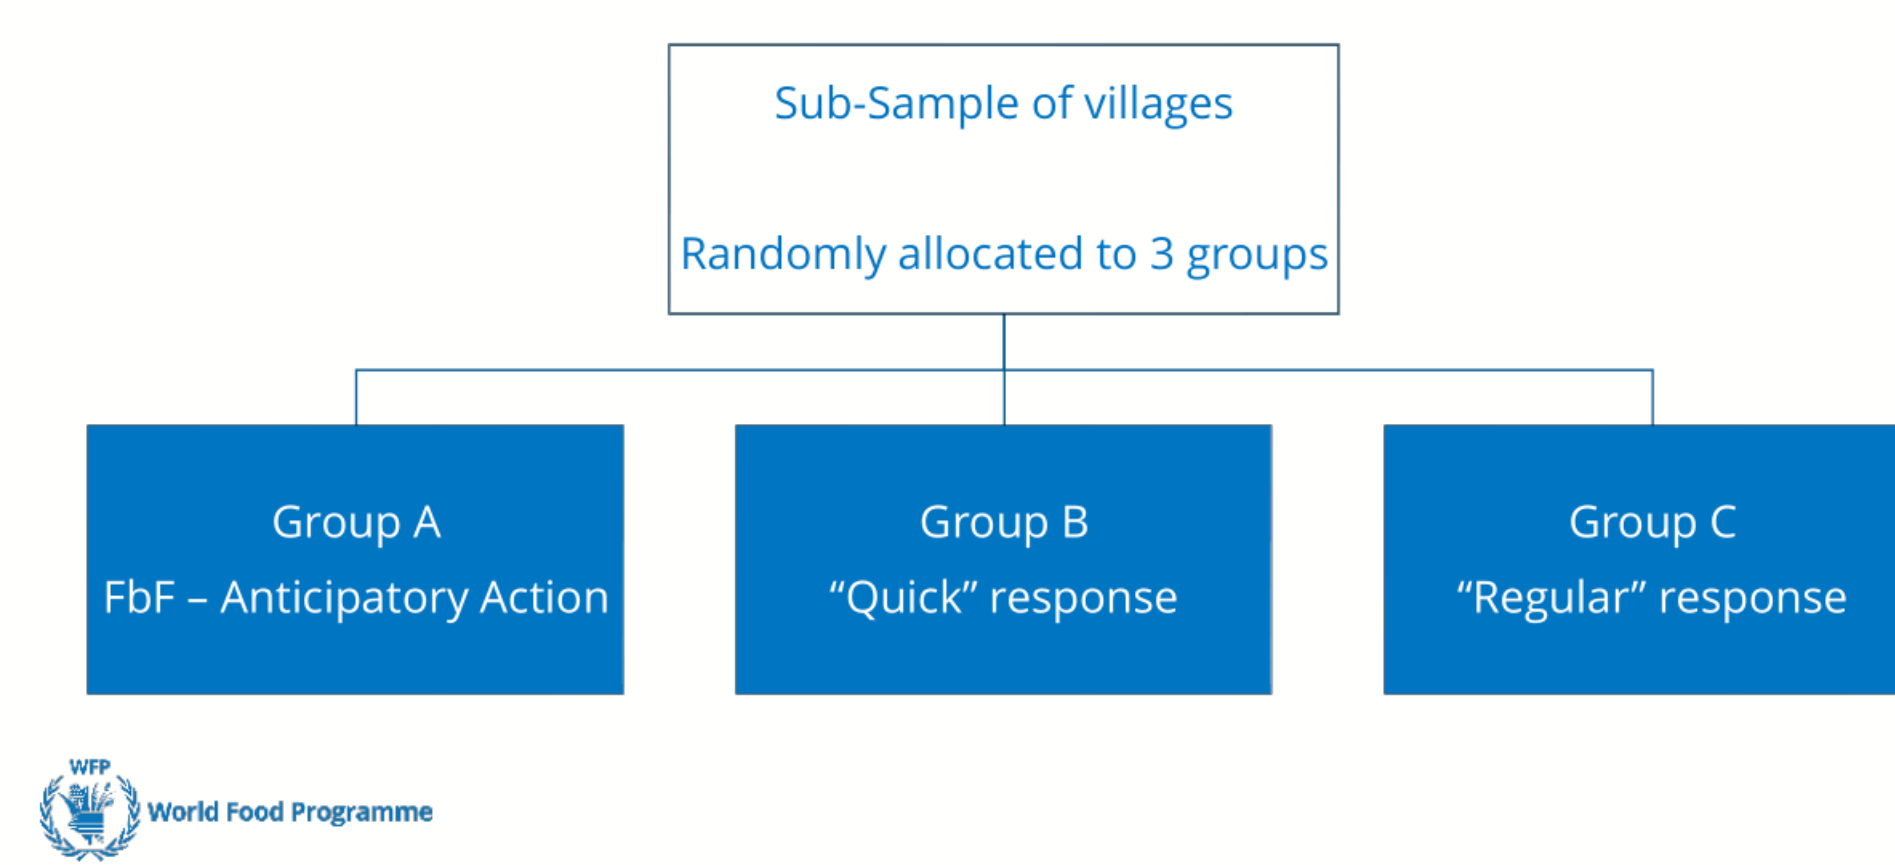 Sub-Sample of villages
Randomly allocated to 3 groups
Group A
FbF – Anticipatory Action
Group B
“Quick” response
Group C
“Regular” response
WFP
World Food Programme